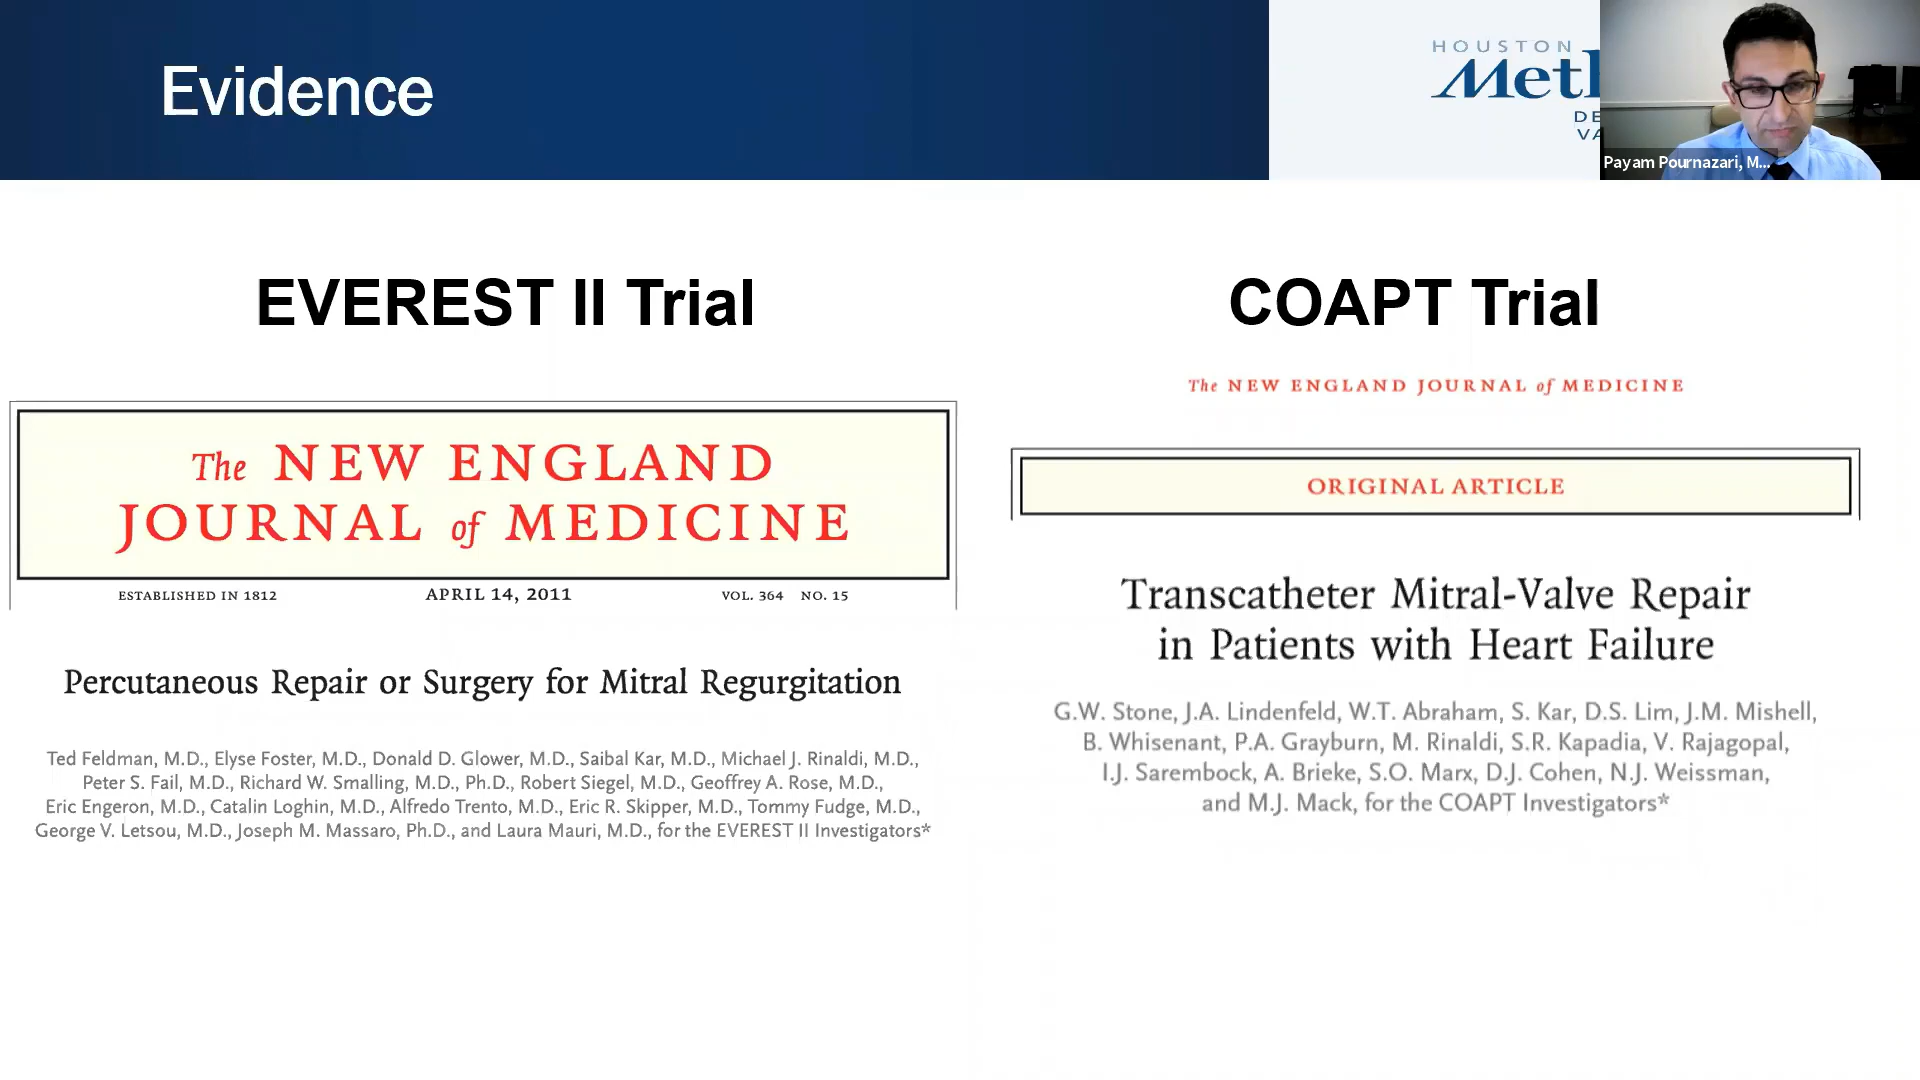 Evidence
HOUSTON
Payam Pournazari, M...
EVEREST II Trial
The NEW ENGLAND
JOURNAL of MEDICINE
ESTABLISHED IN 1812 APRIL 14, 2011 VOL. 364 NO. 15
Percutaneous Repair or Surgery for Mitral Regurgitation
Ted Feldman, M.D., Elyse Foster, M.D., Donald D. Glower, M.D., Saibal Kar, M.D., Michael J. Rinaldi, M.D.,
Peter S. Fail, M.D., Richard W. Smalling, M.D., Ph.D., Robert Siegel, M.D., Geoffrey A. Rose, M.D.,
Eric Engeron, M.D., Catalin Loghin, M.D., Alfredo Trento, M.D., Eric R. Skipper, M.D., Tommy Fudge, M.D.,
George V. Letsou, M.D., Joseph M. Massaro, Ph.D., and Laura Mauri, M.D., for the EVEREST II Investigators*
COAPT Trial
The NEW ENGLAND JOURNAL of MEDICINE
ORIGINAL ARTICLE
Transcatheter Mitral-Valve Repair
in Patients with Heart Failure
G.W. Stone, J.A. Lindenfeld, W.T. Abraham, S. Kar, D.S. Lim, J.M. Mishell,
B. Whisenant, P.A. Grayburn, M. Rinaldi, S.R. Kapadia, V. Rajagopal,
I.J. Sarembock, A. Brieke, S.O. Marx, D.J. Cohen, N.J. Weissman,
and M.J. Mack, for the COAPT Investigators*